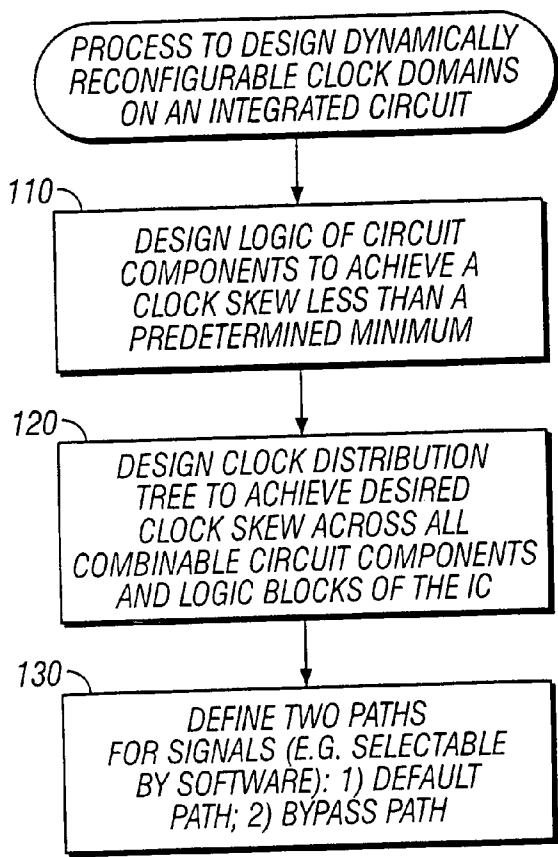 PROCESS TO DESIGN DYNAMICALLY
RECONFIGURABLE CLOCK DOMAINS
ON AN INTEGRATED CIRCUIT
110
DESIGN LOGIC OF CIRCUIT
COMPONENTS TO ACHIEVE A
CLOCK SKEW LESS THAN A
PREDETERMINED MINIMUM
120
DESIGN CLOCK DISTRIBUTION
TREE TO ACHIEVE DESIRED
CLOCK SKEW ACROSS ALL
COMBINABLE CIRCUIT COMPONENTS
AND LOGIC BLOCKS OF THE IC
130
DEFINE TWO PATHS
FOR SIGNALS (E.G. SELECTABLE
BY SOFTWARE): 1) DEFAULT
PATH; 2) BYPASS PATH